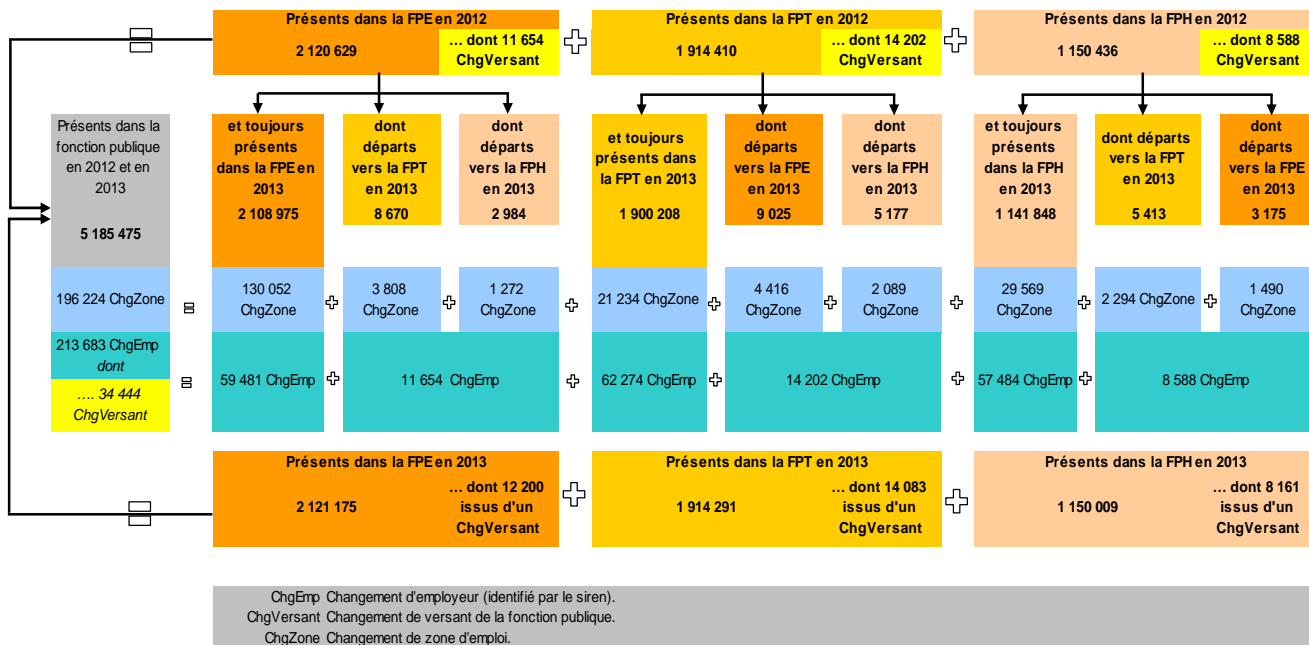 Présents dans la FPE en 2012
2 120 629
… dont 11 654
ChgVersant
Présents dans la FPT en 2012
1 914 410
… dont 14 202
ChgVersant
Présents dans la FPH en 2012
1 150 436
… dont 8 588
ChgVersant
Présents dans la
fonction publique
en 2012 et en
2013
5 185 475
et toujours
présents
dans la FPE en
2013
2 108 975
dont
départs
vers la FPT
en 2013
8 670
dont
départs
vers la FPH
en 2013
2 984
et toujours
présents dans
la FPT en 2013
1 900 208
dont
départs
vers la FPE
en 2013
9 025
dont
départs
vers la FPH
en 2013
5 177
et toujours
présents
dans la FPH en
2013
1 141 848
dont départs
vers la FPT
en 2013
5 413
dont
départs
vers la FPE
en 2013
3 175
196 224 ChgZone
130 052
ChgZone
3 808
ChgZone
1 272
ChgZone
21 234 ChgZone
4 416
ChgZone
2 089
ChgZone
29 569
ChgZone
2 294 ChgZone
1 490
ChgZone
213 683 ChgEmp
dont
…. 34 444
ChgVersant
59 481 ChgEmp
11 654 ChgEmp
62 274 ChgEmp
14 202 ChgEmp
57 484 ChgEmp
8 588 ChgEmp
Présents dans la FPE en 2013
2 121 175
… dont 12 200
issus d'un
ChgVersant
Présents dans la FPT en 2013
1 914 291
… dont 14 083
issus d'un
ChgVersant
Présents dans la FPH en 2013
1 150 009
… dont 8 161
issus d'un
ChgVersant
ChgEmp Changement d'employeur (identifié par le siren).
ChgVersant Changement de versant de la fonction publique.
ChgZone Changement de zone d'emploi.